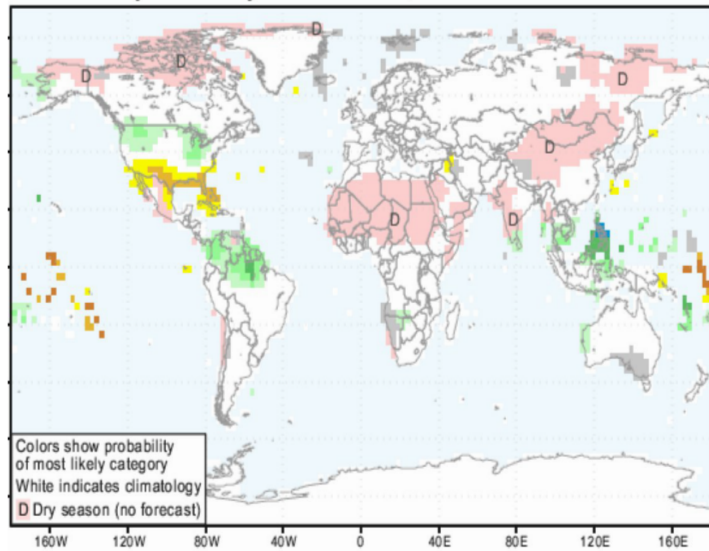 D
D
D
D
D
D
D
Colors show probability
of most likely category
White indicates climatology
D Dry season (no forecast)
160W 120W 80W 40W 0 40E 80E 120E 160E